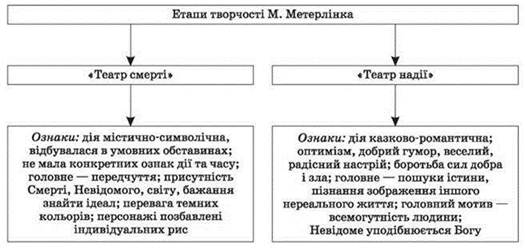 Етапи творчості М. Метерлінка
«Театр смерті»
«Театр надії»
Ознаки: дія містично-символічна,
відбувалася в умовних обставинах;
не мала конкретних ознак дії та часу;
головне — передчуття; присутність
Смерті, Невідомого, світу, бажання
знайти ідеал; перевага темних
кольорів; персонажі позбавлені
індивідуальних рис
Ознаки: дія казково-романтична;
оптимізм, добрий гумор, веселий,
радісний настрій; боротьба сил добра
і зла; головне — пошуки істини,
пізнання зображення іншого
нереального життя; головний мотив —
всемогутність людини;
Невідоме уподібнюється Богу